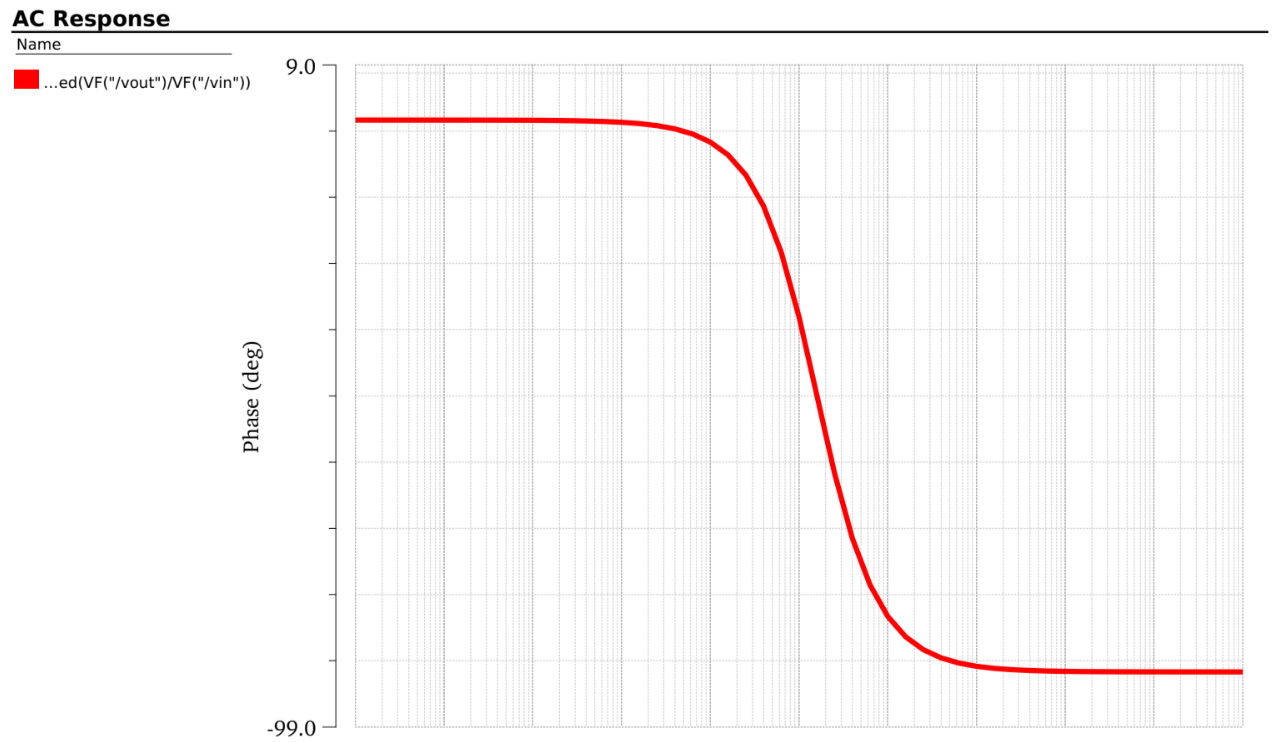 AC Response
Name
...ed(VF("/vout")/VF("/vin"))
9.0
Phase (deg)
-99.0